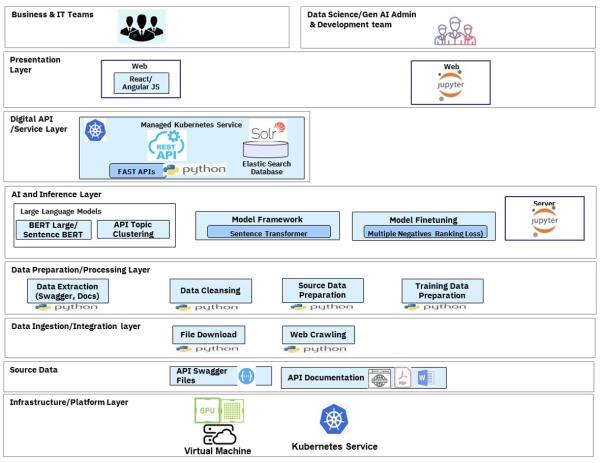 Business & IT Teams
Data Science/Gen AI Admin
& Development team
Presentation
Layer
Web
React/
Angular JS
Web
jupyter
Digital API
/Service Layer
Managed Kubernetes Service
REST
API
Solr
FAST APIs
python
Elastic Search
Database
AI and Inference Layer
Large Language Models
BERT Large/
Sentence BERT
API Topic
Clustering
Model Framework
Sentence Transformer
Model Finetuning
Multiple Negatives Ranking Loss)
Server
jupyter
Data Preparation/Processing Layer
Data Extraction
(Swagger, Docs)
python
Data Cleansing
python
Source Data
Preparation
python
Training Data
Preparation
python
Data Ingestion/Integration layer
File Download
python
Web Crawling
python
Source Data
API Swagger
Files
API Documentation
PDF
W
Infrastructure/Platform Layer
GPU
Virtual Machine
Kubernetes Service